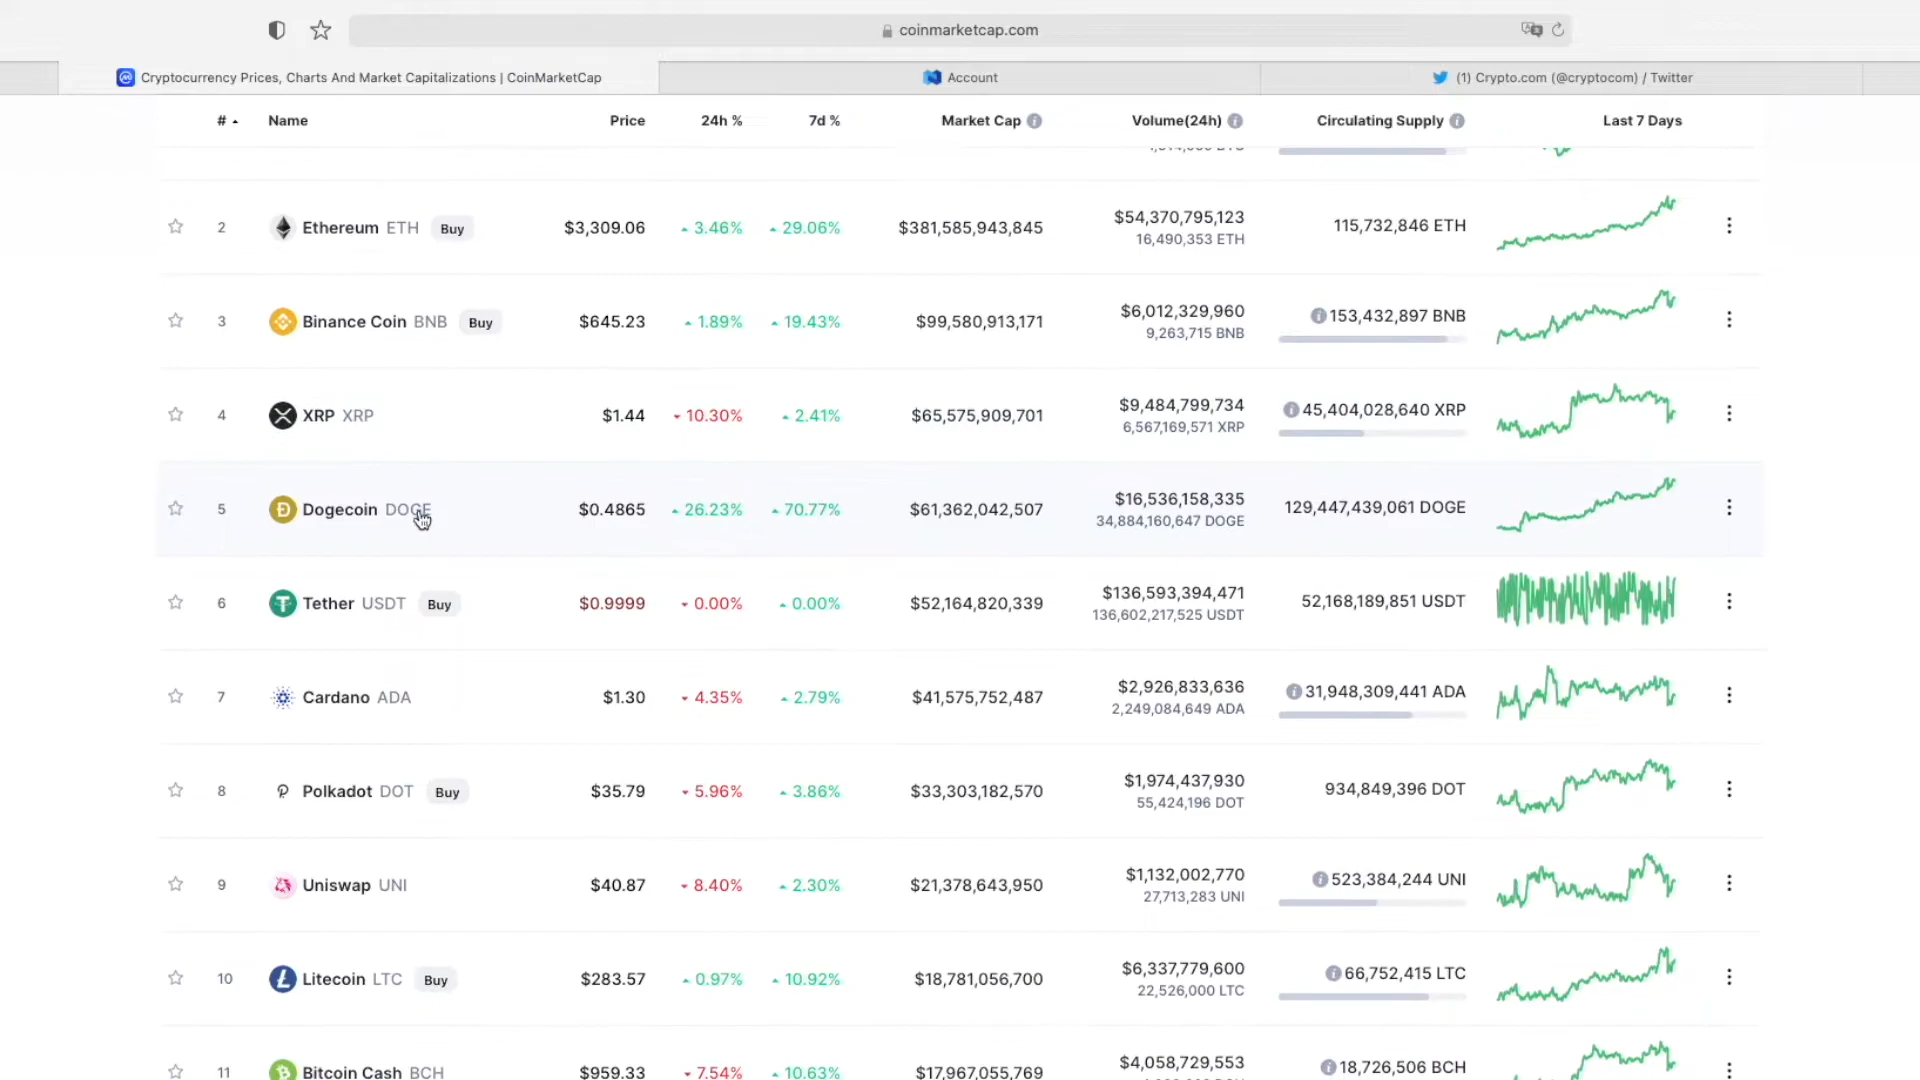 coinmarketcap.com
Cryptocurrency Prices, Charts And Market Capitalizations | CoinMarketCap
Account
(1) Crypto.com (@cryptocom) / Twitter
# Name Price 24h % 7d % Market Cap Volume(24h) Circulating Supply Last 7 Days
2 Ethereum ETH Buy $3,309.06 3.46% 29.06% $381,585,943,845 $54,370,795,123 115,732,846 ETH
16,490,353 ETH
3 Binance Coin BNB Buy $645.23 1.89% 19.43% $99,580,913,171 $6,012,329,960 153,432,897 BNB
9,263,715 BNB
4 XRP XRP $1.44 10.30% 2.41% $65,575,909,701 $9,484,799,734 45,404,028,640 XRP
6,567,169,571 XRP
5 Dogecoin DOGE $0.4865 26.23% 70.77% $61,362,042,507 $16,536,158,335 129,447,439,061 DOGE
34,884,160,647 DOGE
6 Tether USDT Buy $0.9999 0.00% 0.00% $52,164,820,339 $136,593,394,471 52,168,189,851 USDT
136,602,217,525 USDT
7 Cardano ADA $1.30 4.35% 2.79% $41,575,752,487 $2,926,833,636 31,948,309,441 ADA
2,249,084,649 ADA
8 Polkadot DOT Buy $35.79 5.96% 3.86% $33,303,182,570 $1,974,437,930 934,849,396 DOT
55,424,196 DOT
9 Uniswap UNI $40.87 8.40% 2.30% $21,378,643,950 $1,132,002,770 523,384,244 UNI
27,713,283 UNI
10 Litecoin LTC Buy $283.57 0.97% 10.92% $18,781,056,700 $6,337,779,600 66,752,415 LTC
22,526,000 LTC
11 Bitcoin Cash BCH $959.33 7.54% 10.63% $17,967,055,769 $4,058,729,553 18,726,506 BCH